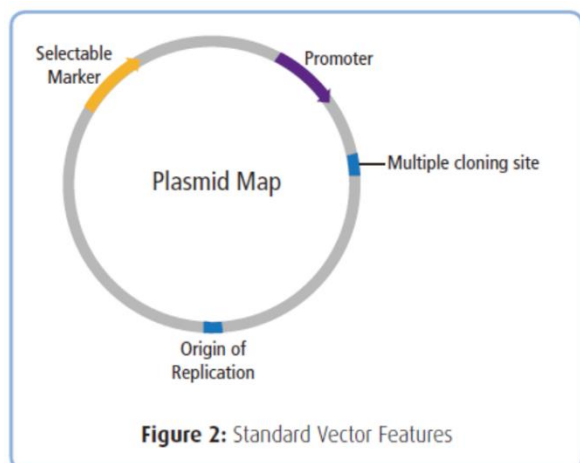 Selectable
Marker
Promoter
Multiple cloning site
Plasmid Map
Origin of
Replication
Figure 2: Standard Vector Features